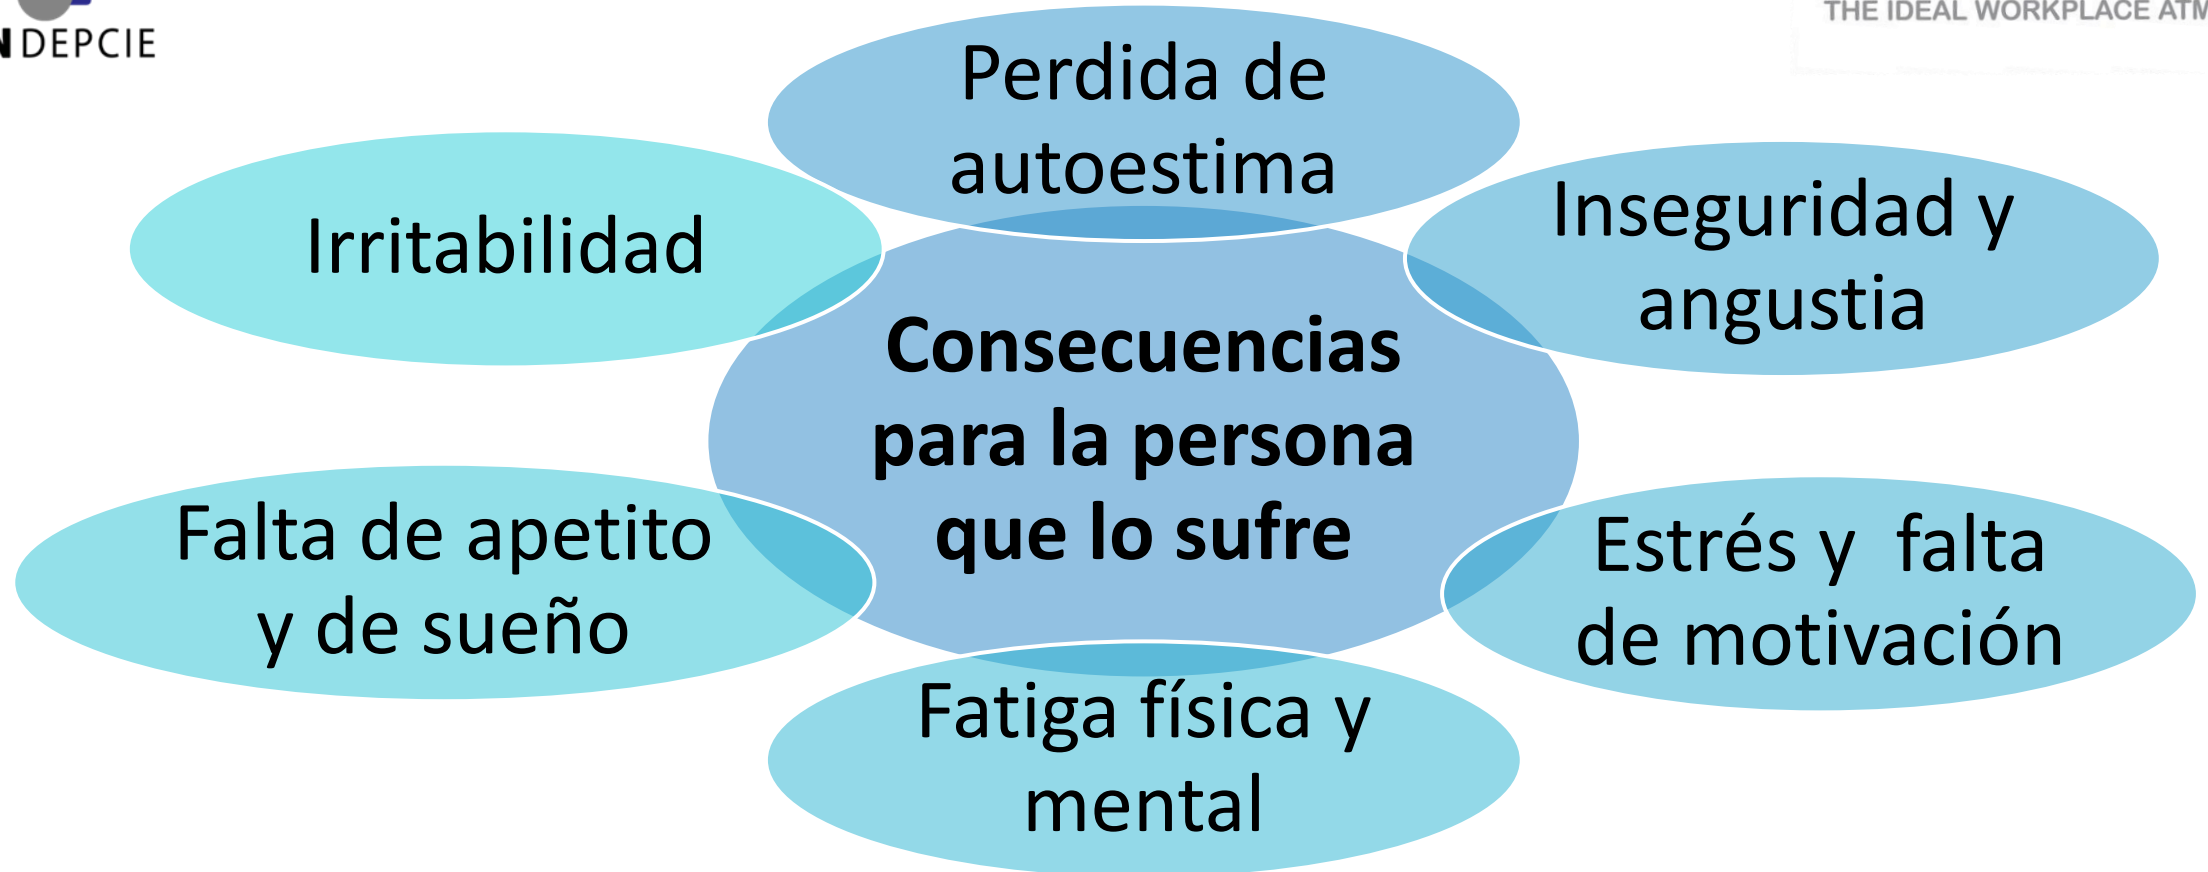 DEPCIE
THE IDEAL WORKPLACE
Perdida de
autoestima
Inseguridad y
angustia
Irritabilidad
Consecuencias
para la persona
que lo sufre
Estrés y  falta
de motivación
Falta de apetito
y de sueño
Fatiga física y
mental